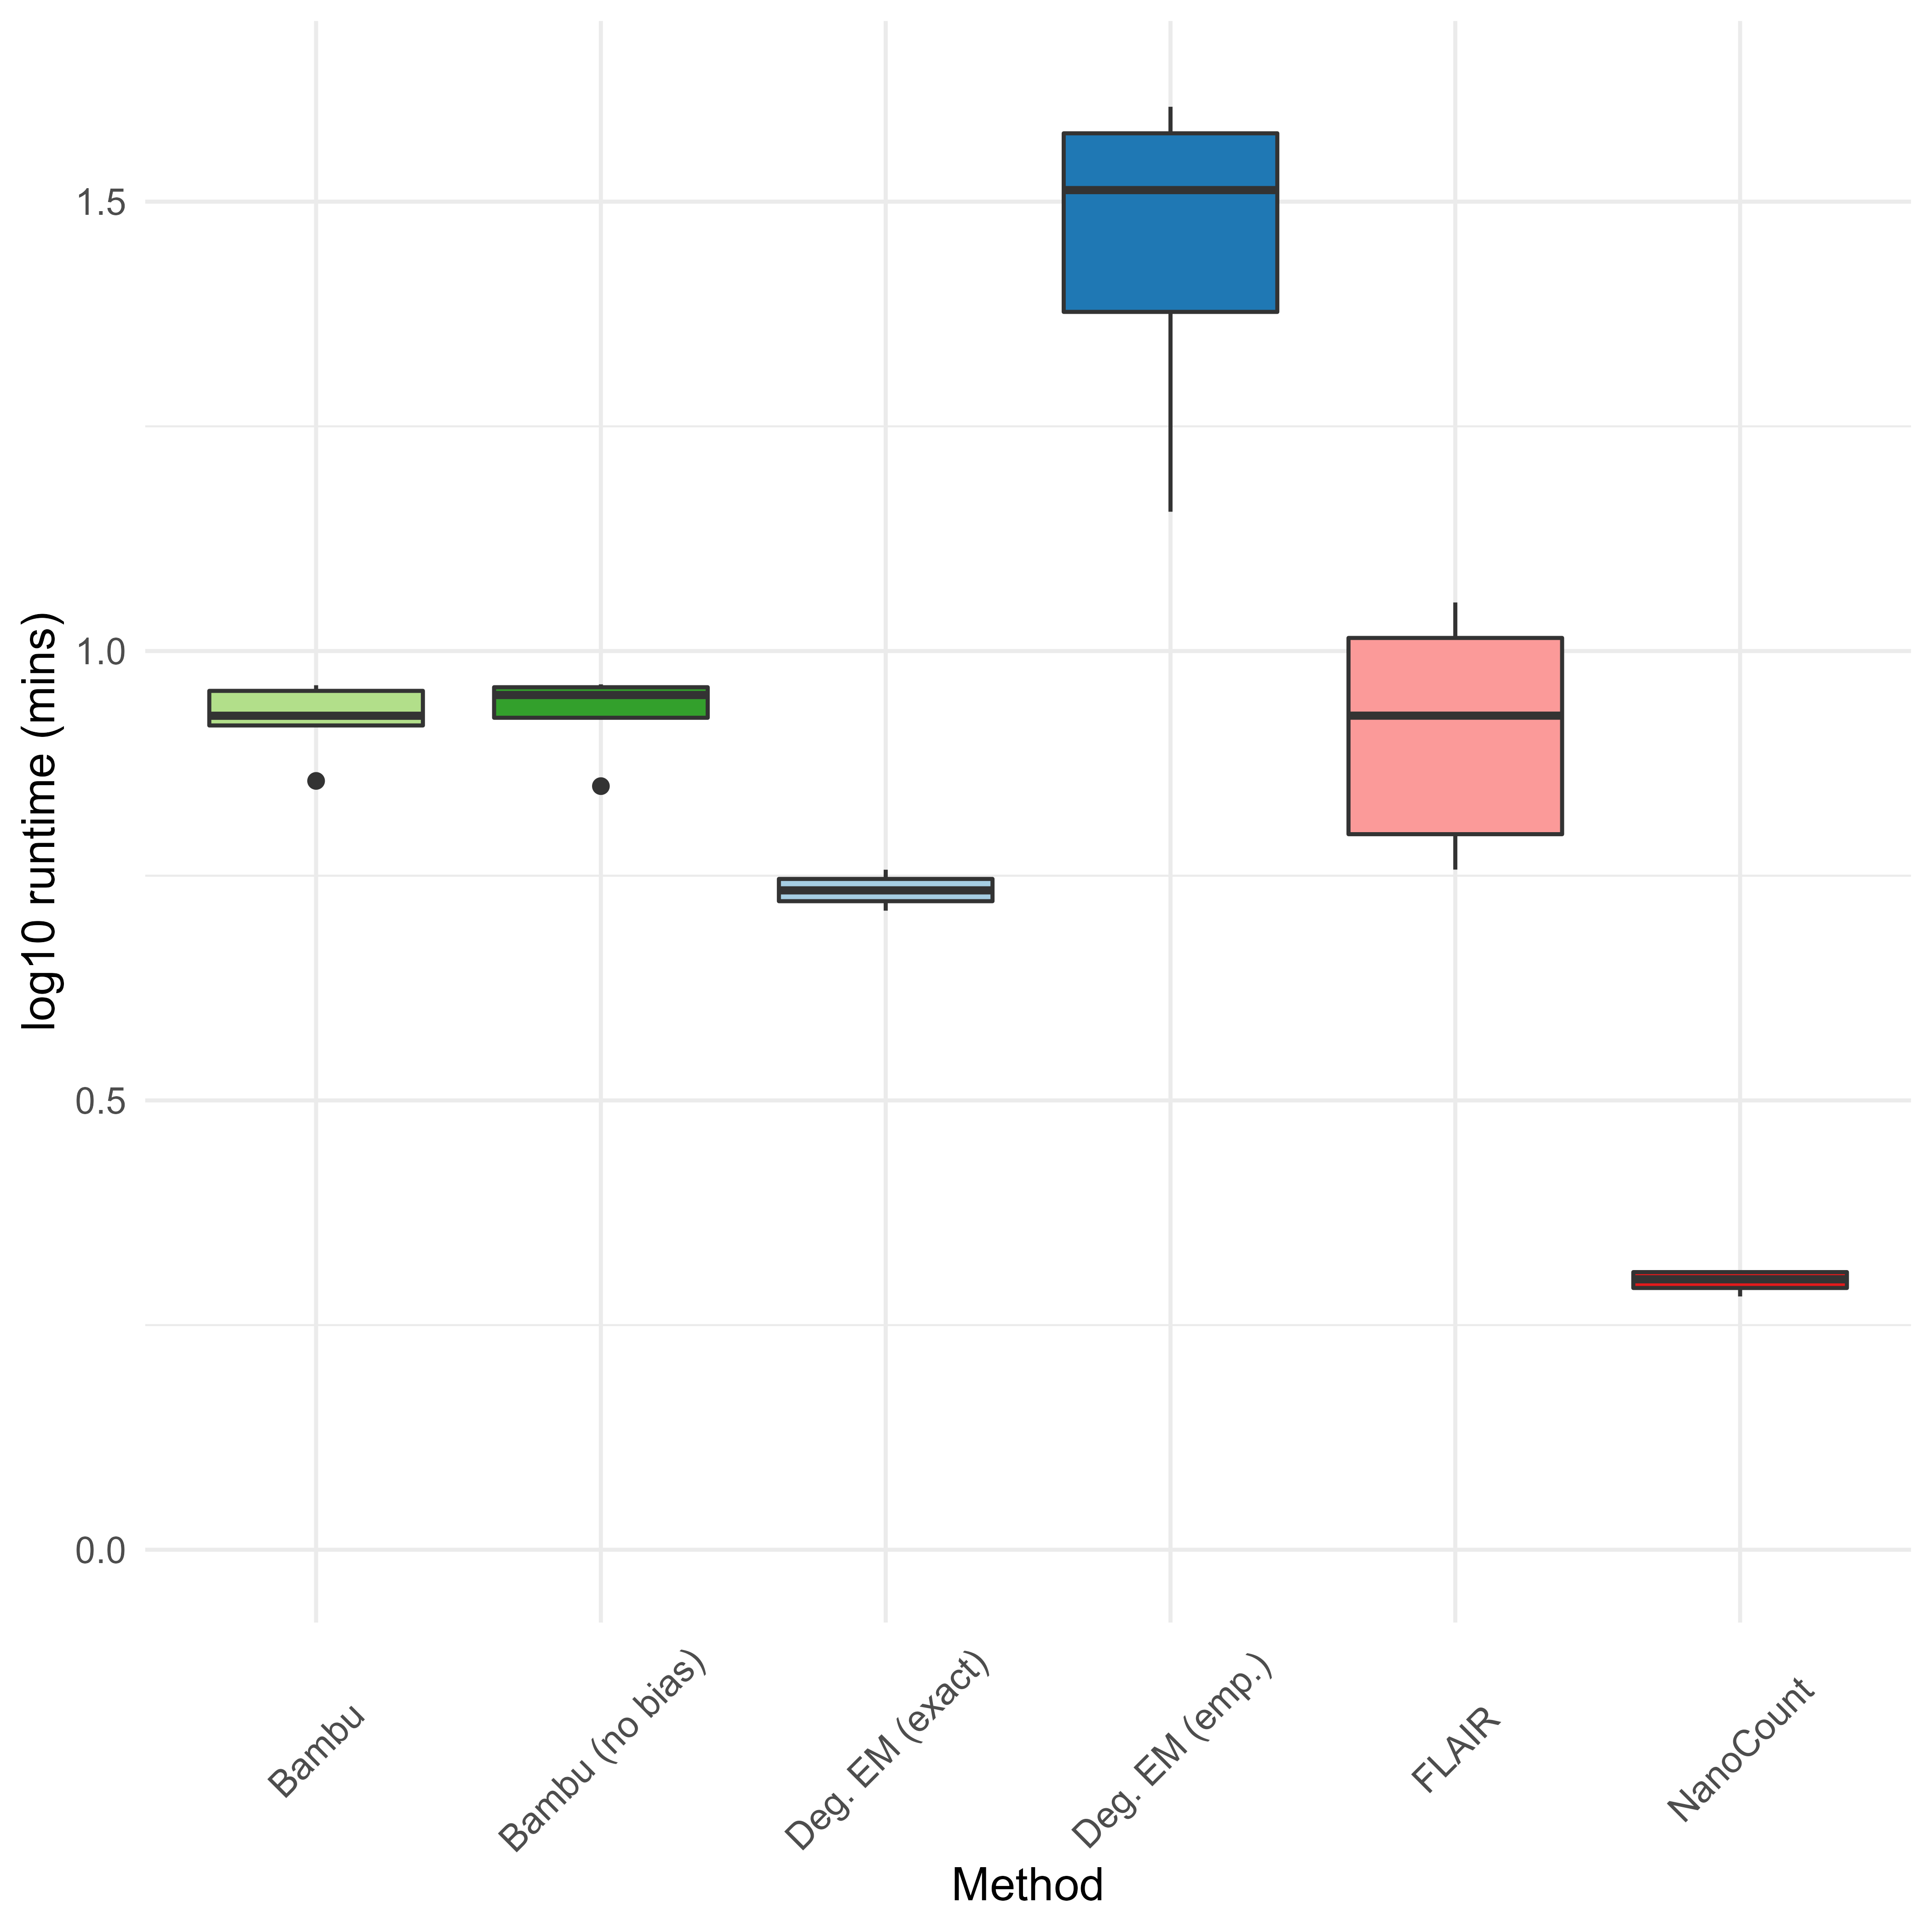 1.5
1.0
0.5
0.0
log10 runtime (mins)
Bambu
Bambu (no bias)
Deg. EM (exact)
Deg. EM (emp.)
FLAIR
NanoCount
Method